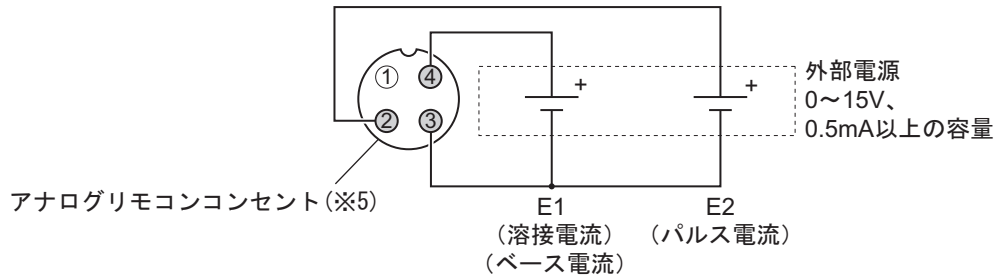 ① ④
② ③
+
+
外部電源
0～15V、
0.5mA以上の容量
アナログリモコンコンセント(※5)
E1
(溶接電流)
(ベース電流)
E2
(パルス電流)